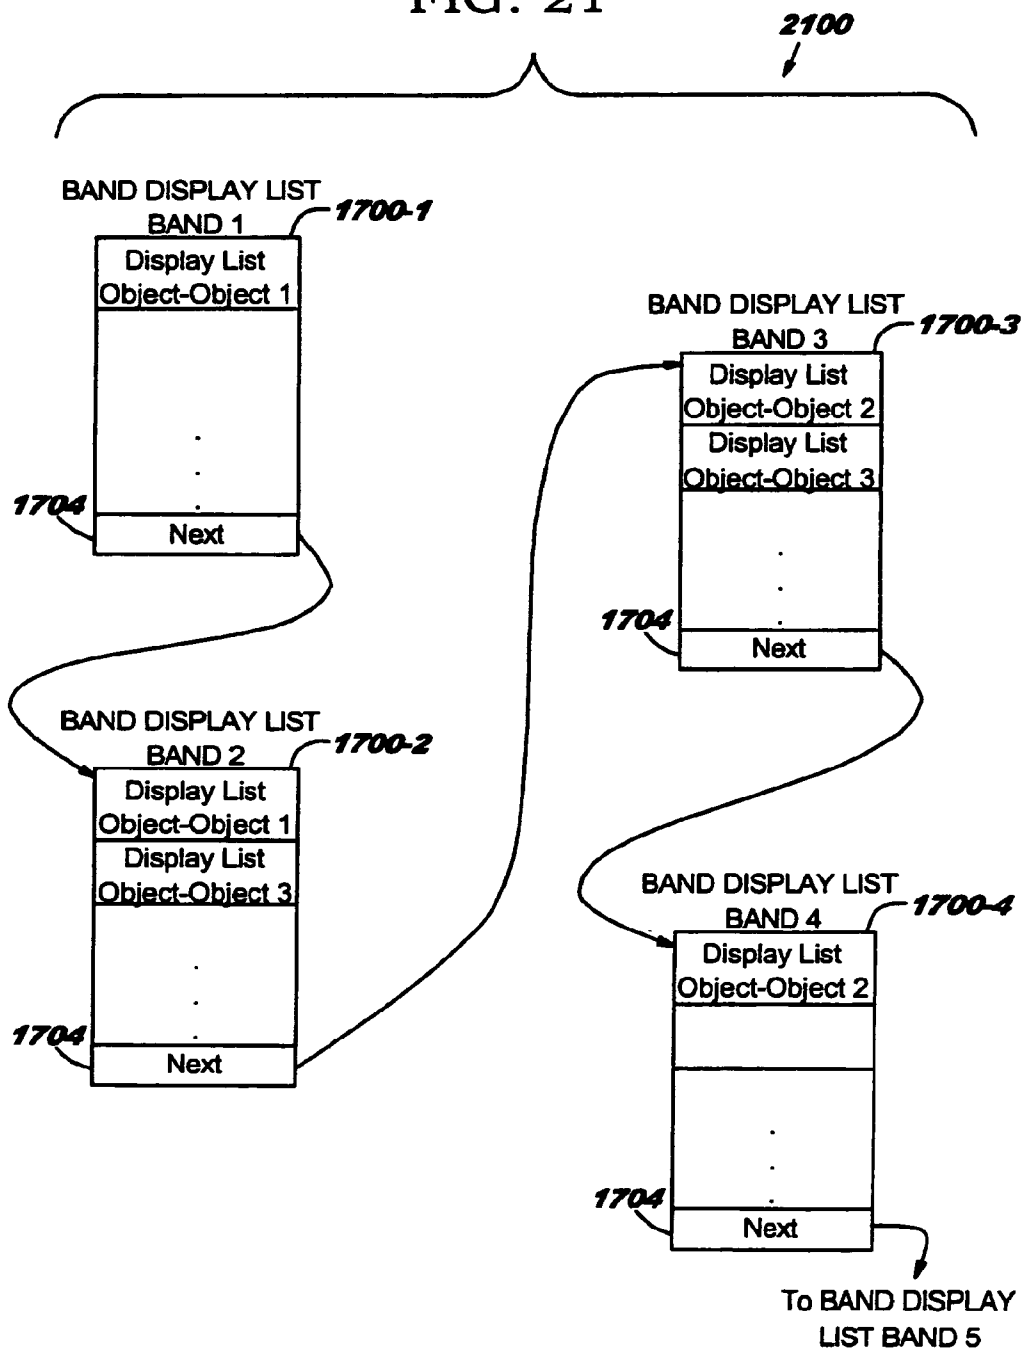 FIG. 21
2100
BAND DISPLAY LIST
BAND 1
1700-1
Display List
Object-Object 1
.
.
.
1704
Next
BAND DISPLAY LIST
BAND 2
1700-2
Display List
Object-Object 1
Display List
Object-Object 3
.
.
.
1704
Next
BAND DISPLAY LIST
BAND 3
1700-3
Display List
Object-Object 2
Display List
Object-Object 3
.
.
.
1704
Next
BAND DISPLAY LIST
BAND 4
1700-4
Display List
Object-Object 2
.
.
.
1704
Next
To BAND DISPLAY
LIST BAND 5